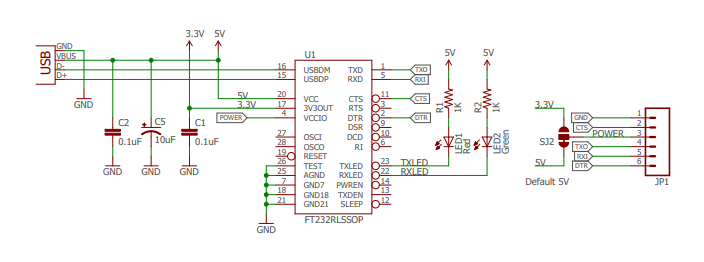 3.3V 5V
USB
GND
VBUS
D-
D+
GND
C2
0.1uF
GND
C5
10uF
GND
C1
0.1uF
GND
5V
3.3V
POWER
U1
16 USBDM TXD 1 TXO
15 USBDP RXD 5 RXI
20 VCC CTS 11 CTS
17 3V3OUT RTS 3
4 VCCIO DTR 2 DTR
DSR 9
27 OSCI DCD 10
28 OSCO RI 6
19 RESET
26 TEST TXLED 23 TXLED
25 AGND RXLED 22 RXLED
7 GND7 PWREN 14
18 GND18 TXDEN 13
21 GND21 SLEEP 12
FT232RLSSOP
GND
5V 5V
R1
1K
R2
1K
LED1
Red
LED2
Green
3.3V
SJ2
POWER
5V
Default 5V
GND 1
CTS 2
3
TXO 4
RXI 5
DTR 6
JP1